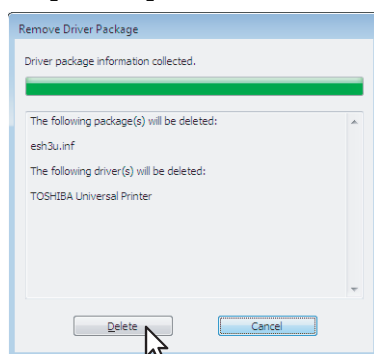 Remove Driver Package
Driver package information collected.
The following package(s) will be deleted:
esh3u.inf
The following driver(s) will be deleted:
TOSHIBA Universal Printer
Delete
Cancel